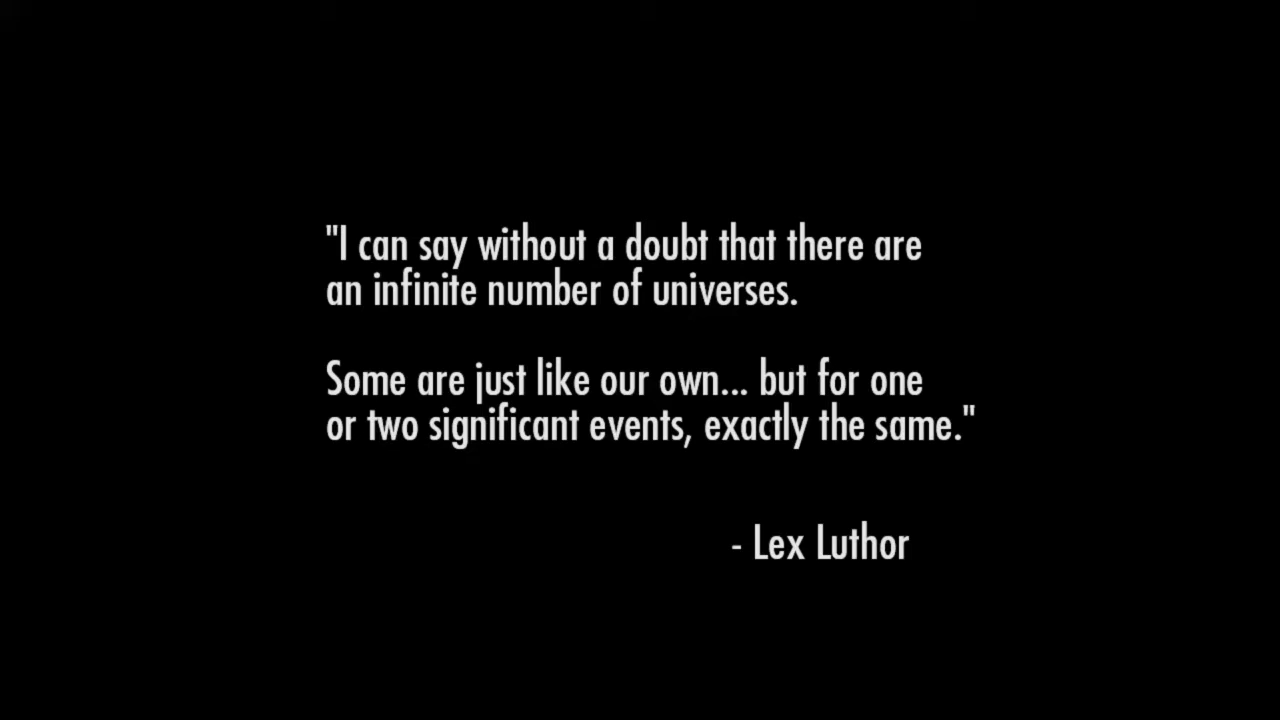 "I can say without a doubt that there are
an infinite number of universes.
Some are just like our own... but for one
or two significant events, exactly the same."
- Lex Luthor